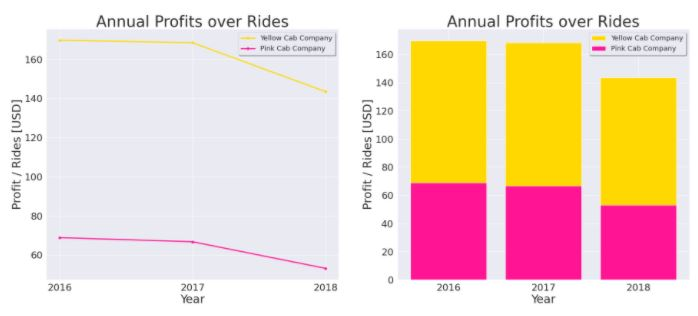 Annual Profits over Rides
Yellow Cab Company
Pink Cab Company
Profit / Rides [USD]
160
140
120
100
80
60
2016
2017
2018
Year
Annual Profits over Rides
Yellow Cab Company
Pink Cab Company
Profit / Rides [USD]
160
140
120
100
80
60
40
20
0
2016
2017
2018
Year